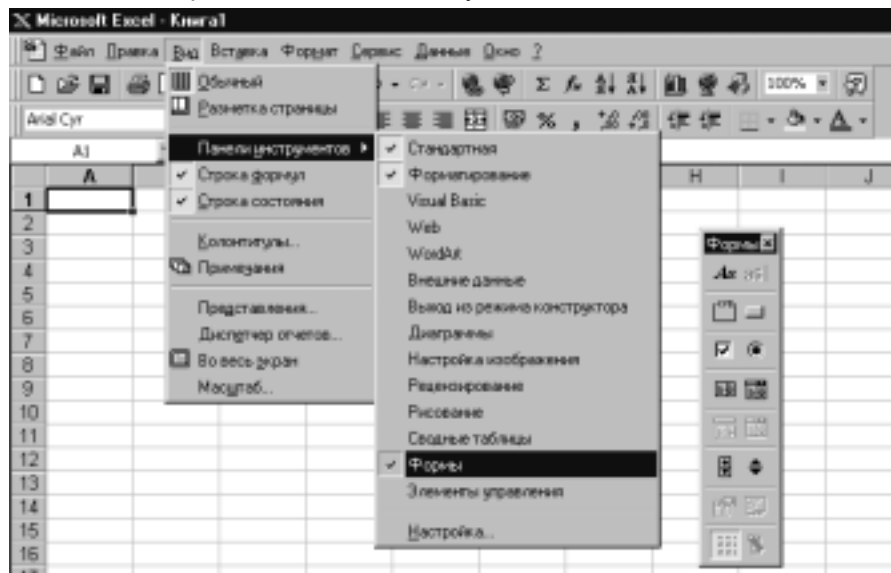 Microsoft Excel - Книга1
Файл Правка Вид Вставка Формат Сервис Данные Окно ?
100%
Arial Cyr
A1
A H I J
1
2
3
4
5
6
7
8
9
10
11
12
13
14
15
16
Обычный
Разметка страницы
Панели инструментов
Строка формул
Строка состояния
Колонтитулы...
Примечания
Представления...
Диспетчер отчетов...
Во весь экран
Масштаб...
Стандартная
Форматирование
Visual Basic
Web
WordArt
Внешние данные
Выход из режима конструктора
Диаграммы
Настройка изображения
Рецензирование
Рисование
Сводные таблицы
Формы
Элементы управления
Настройка...
Формы
Aa